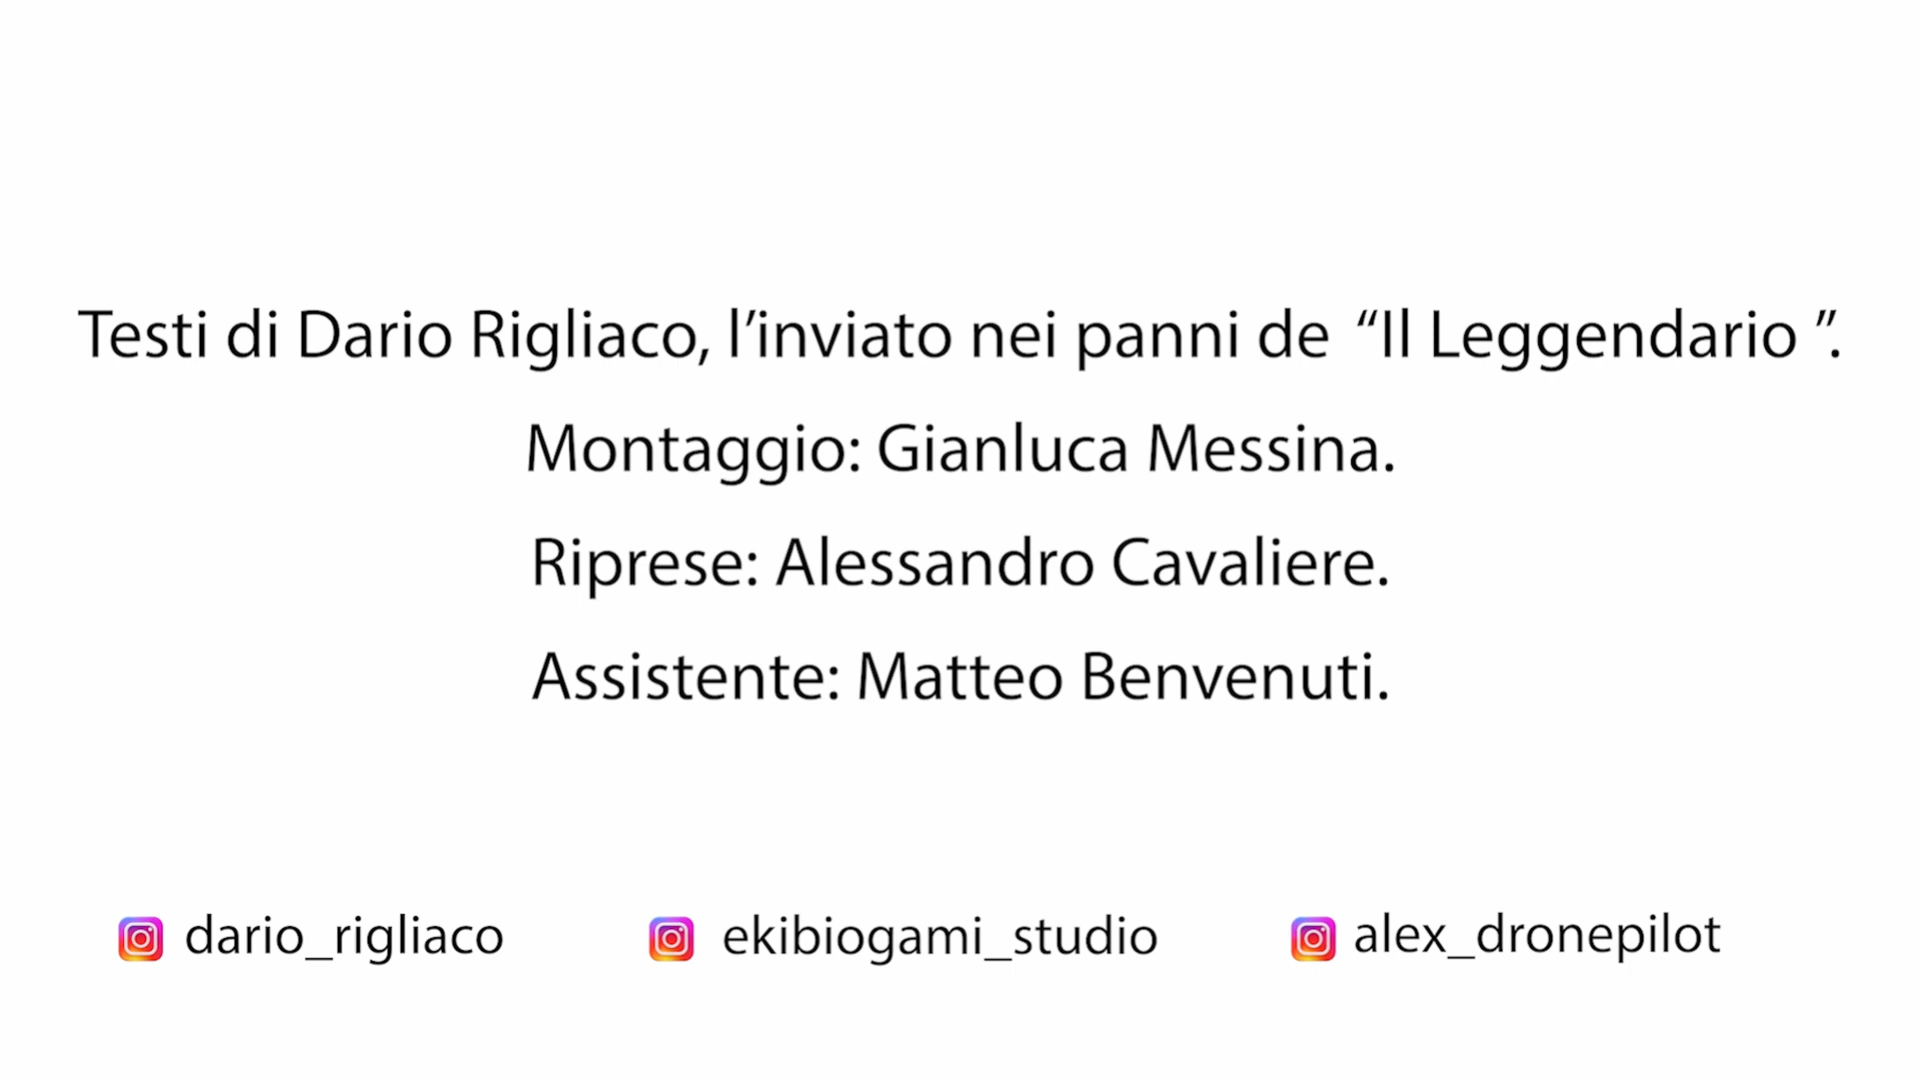 Testi di Dario Rigliaco, l’inviato nei panni de “Il Leggendario ”.
Montaggio: Gianluca Messina.
Riprese: Alessandro Cavaliere.
Assistente: Matteo Benvenuti.
dario_rigliaco ekibiogami_studio alex_dronepilot